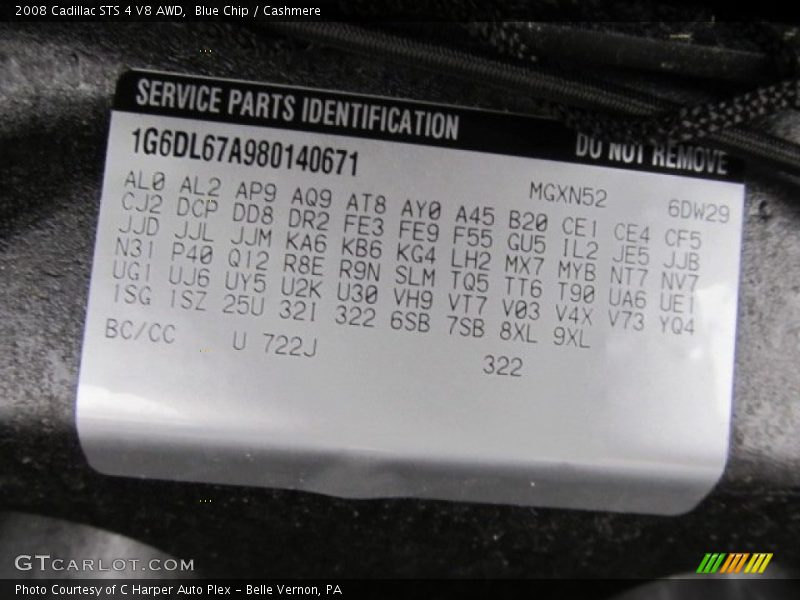 2008 Cadillac STS 4 V8 AWD, Blue Chip / Cashmere
SERVICE PARTS IDENTIFICATION DO NOT REMOVE
1G6DL67A980140671 MGXN52 6DW29
AL0 AL2 AP9 AQ9 AT8 AY0 A45 B20 CE1 CE4 CF5
CJ2 DCP DD8 DR2 FE3 FE9 F55 GU5 IL2 JE5 JJB
JJD JJL JJM KA6 KB6 KG4 LH2 MX7 MYB NT7 NV7
N31 P40 Q12 R8E R9N SLM TQ5 TT6 T90 UA6 UE1
UG1 UJ6 UY5 U2K U30 VH9 VT7 V03 V4X V73 YQ4
1SG 1SZ 25U 32I 322 6SB 7SB 8XL 9XL
BC/CC U 722J 322
GTCARLOT.COM
Photo Courtesy of C Harper Auto Plex - Belle Vernon, PA